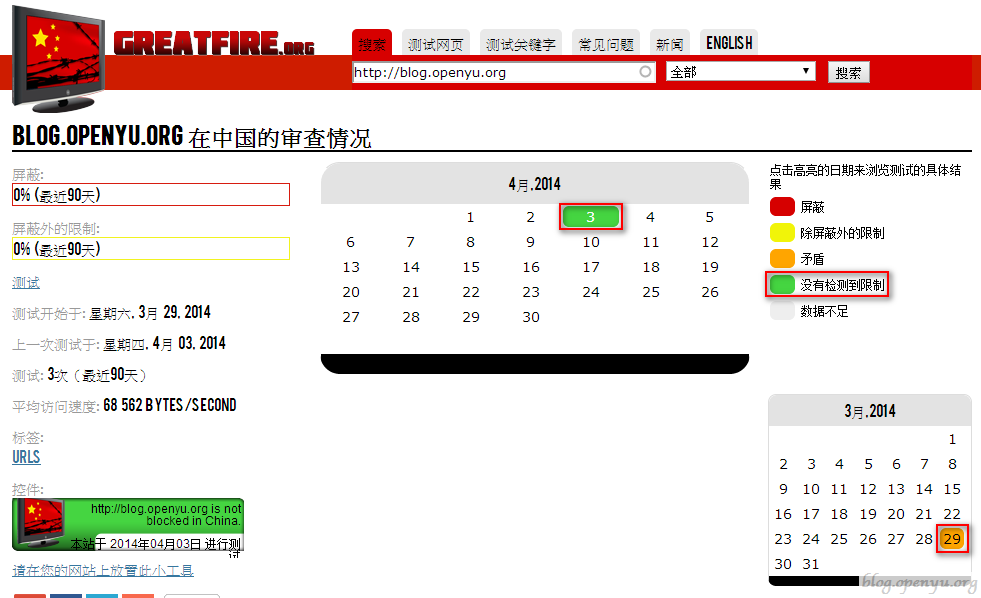 GREATFIRE.ORG
搜索 测试网页 测试关键字 常见问题 新闻 ENGLISH
http://blog.openyu.org 全部 搜索
BLOG.OPENYU.ORG 在中国的审查情况
屏蔽:
0% (最近90天)
屏蔽外的限制:
0% (最近90天)
测试
测试开始于: 星期六, 3月 29, 2014
上一次测试于: 星期四, 4月 03, 2014
测试: 3次（最近90天）
平均访问速度: 68 562 BYTES/SECOND
标签:
URLS
控件:
http://blog.openyu.org is not
blocked in China.
本站于 2014年04月03日 进行测
试
请在您的网站上放置此小工具
4月, 2014
1 2 3 4 5
6 7 8 9 10 11 12
13 14 15 16 17 18 19
20 21 22 23 24 25 26
27 28 29 30
点击高亮的日期来浏览测试的具体结
果
屏蔽
除屏蔽外的限制
矛盾
没有检测到限制
数据不足
3月, 2014
1
2 3 4 5 6 7 8
9 10 11 12 13 14 15
16 17 18 19 20 21 22
23 24 25 26 27 28 29
30 31
blog.openyu.org